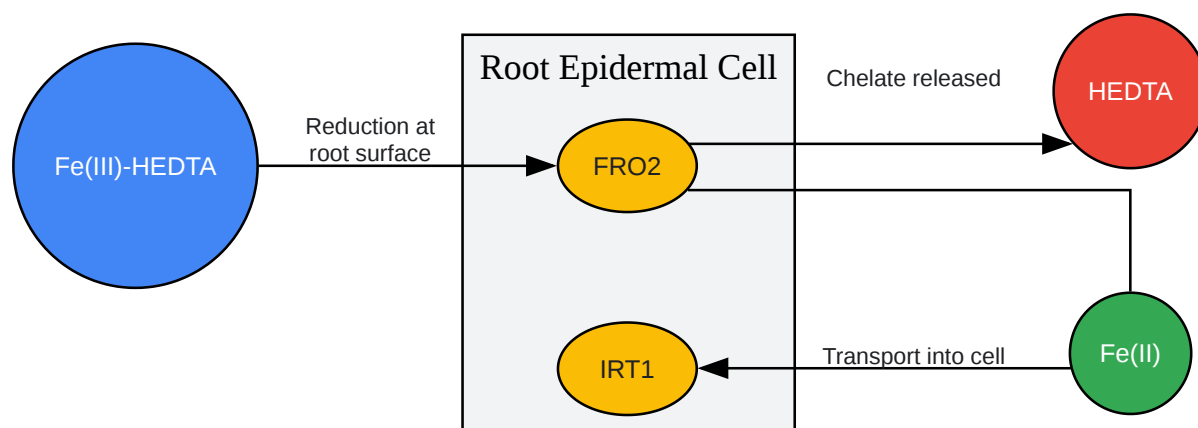 Root Epidermal Cell
Chelate released
HEDTA
Reduction at
root surface
Fe(III)-HEDTA
FRO2
IRT1
Transport into cell
Fe(II)